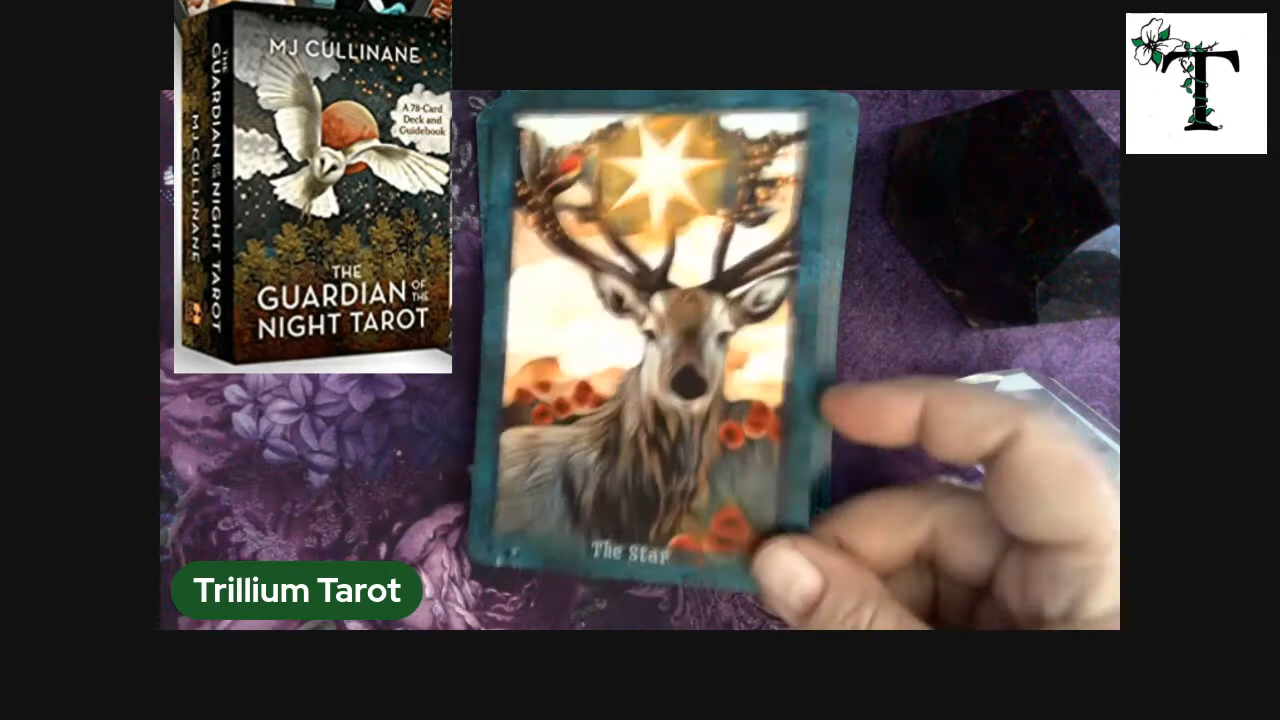 MJ CULLINANE
A 78-Card
Deck and
Guidebook
THE
GUARDIAN OF THE
NIGHT TAROT
THE GUARDIAN OF THE NIGHT TAROT
MJ CULLINANE
The Star
Trillium Tarot
T